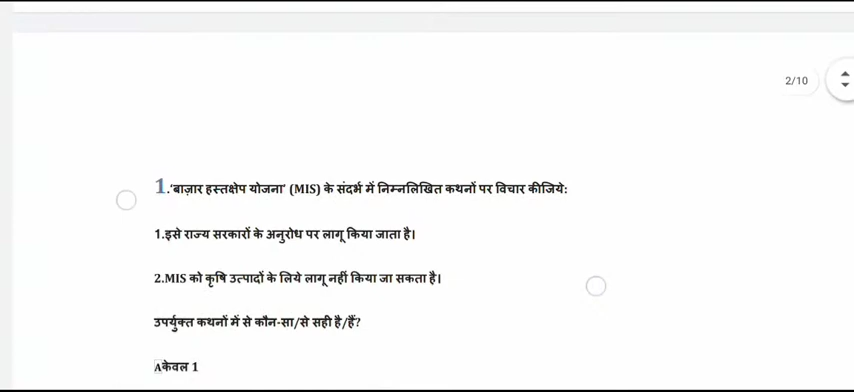 2/10
1.'बाज़ार हस्तक्षेप योजना' (MIS) के संदर्भ में निम्नलिखित कथनों पर विचार कीजिये:
1.इसे राज्य सरकारों के अनुरोध पर लागू किया जाता है।
2.MIS को कृषि उत्पादों के लिये लागू नहीं किया जा सकता है।
उपर्युक्त कथनों में से कौन-सा/से सही है/हैं?
Aकेवल 1